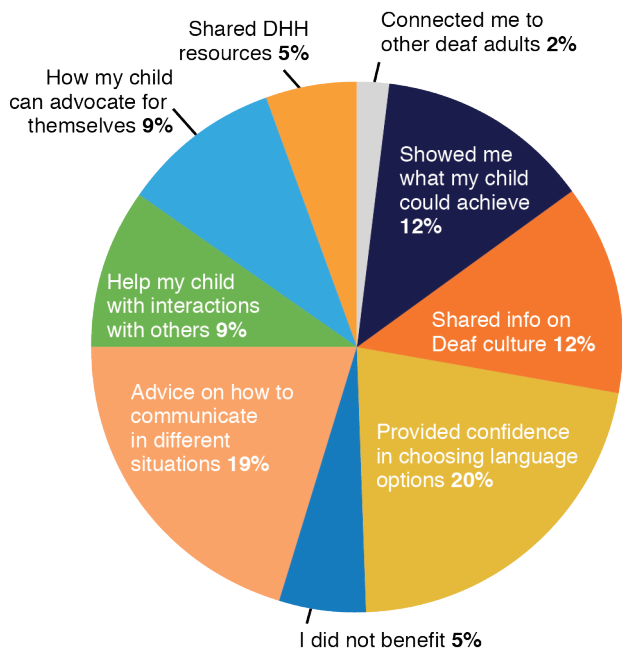 Connected me to
other deaf adults 2%
Showed me
what my child
could achieve
12%
Shared info on
Deaf culture 12%
Provided confidence
in choosing language
options 20%
I did not benefit 5%
Advice on how to
communicate
in different
situations 19%
Help my child
with interactions
with others 9%
How my child
can advocate for
themselves 9%
Shared DHH
resources 5%